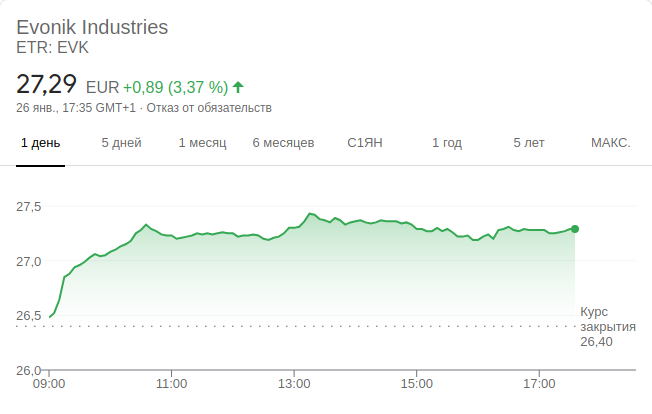 Evonik Industries
ETR: EVK
27,29 EUR +0,89 (3,37 %)
26 янв., 17:35 GMT+1 · Отказ от обязательств
1 день 5 дней 1 месяц 6 месяцев С1ЯН 1 год 5 лет МАКС.
27,5
27,0
26,5
Курс
закрытия
26,40
26,0
09:00 11:00 13:00 15:00 17:00